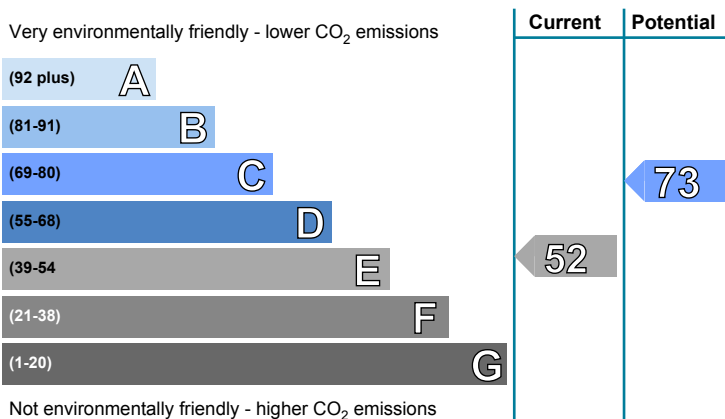 Very environmentally friendly - lower CO2 emissions
Current
Potential
(92 plus) A
(81-91) B
(69-80) C
73
(55-68) D
(39-54 E
52
(21-38) F
(1-20) G
Not environmentally friendly - higher CO2 emissions